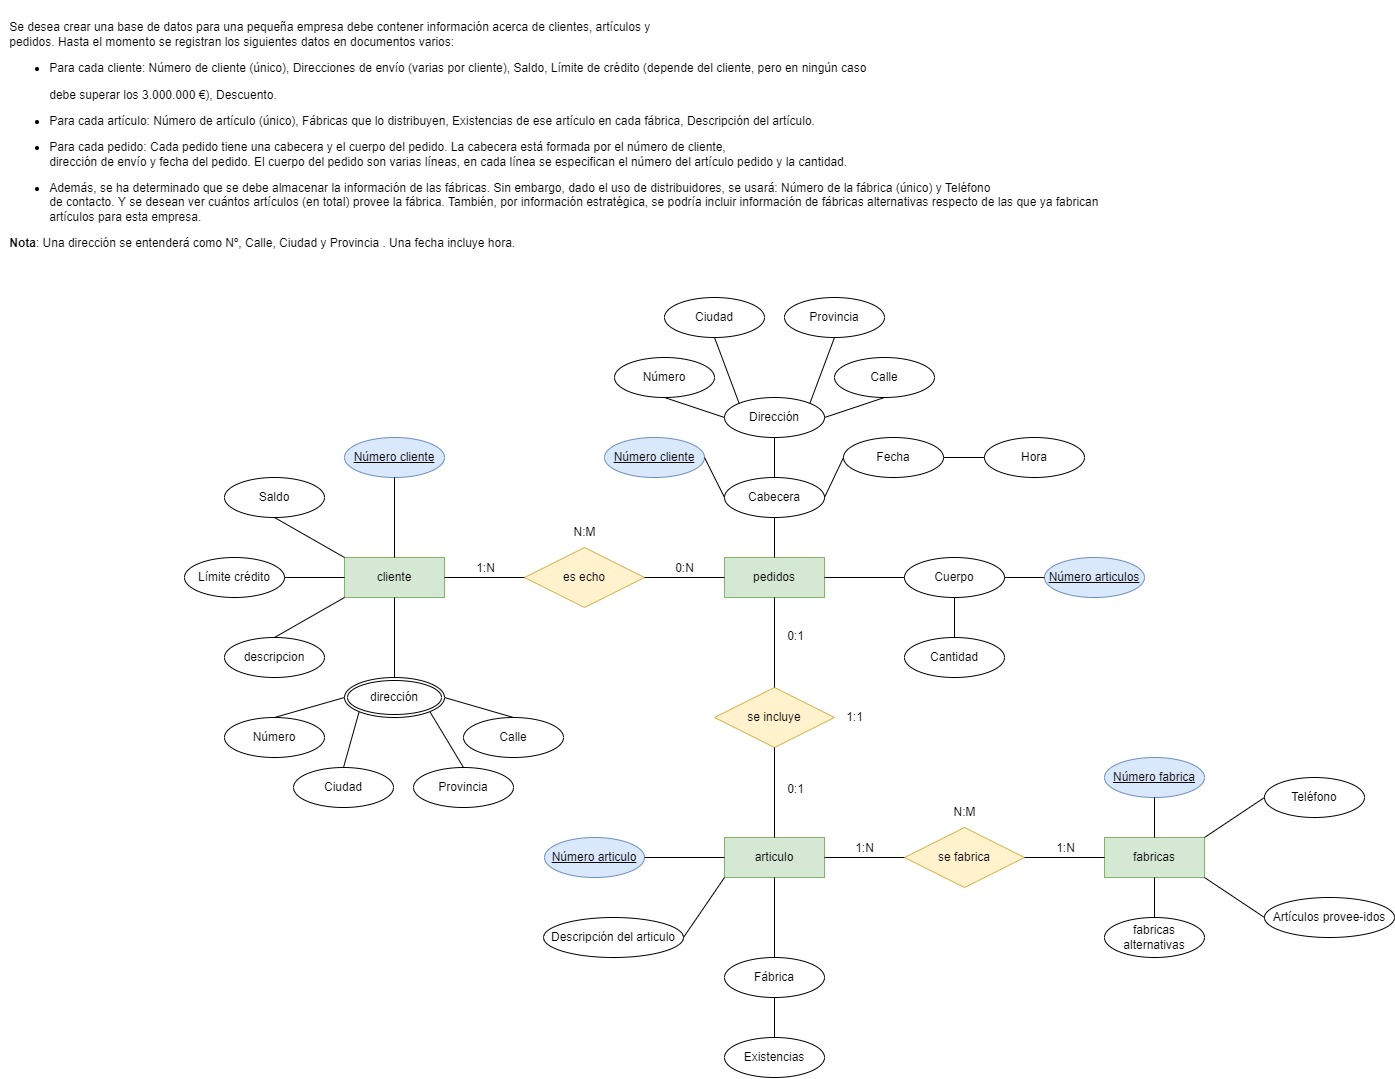 Se desea crear una base de datos para una pequeña empresa debe contener información acerca de clientes, artículos y
pedidos. Hasta el momento se registran los siguientes datos en documentos varios:
• Para cada cliente: Número de cliente (único), Direcciones de envío (varias por cliente), Saldo, Límite de crédito (depende del cliente, pero en ningún caso
debe superar los 3.000.000 €), Descuento.
• Para cada artículo: Número de artículo (único), Fábricas que lo distribuyen, Existencias de ese artículo en cada fábrica, Descripción del artículo.
• Para cada pedido: Cada pedido tiene una cabecera y el cuerpo del pedido. La cabecera está formada por el número de cliente,
dirección de envío y fecha del pedido. El cuerpo del pedido son varias líneas, en cada línea se especifican el número del artículo pedido y la cantidad.
• Además, se ha determinado que se debe almacenar la información de las fábricas. Sin embargo, dado el uso de distribuidores, se usará: Número de la fábrica (único) y Teléfono
de contacto. Y se desean ver cuántos artículos (en total) provee la fábrica. También, por información estratégica, se podría incluir información de fábricas alternativas respecto de las que ya fabrican
artículos para esta empresa.
Nota: Una dirección se entenderá como Nº, Calle, Ciudad y Provincia . Una fecha incluye hora.
Ciudad
Provincia
Número
Calle
Dirección
Número cliente
Número cliente
Fecha
Hora
Saldo
Cabecera
N:M
Límite crédito
cliente
1:N
es echo
0:N
pedidos
Cuerpo
Número articulos
0:1
descripcion
Cantidad
dirección
se incluye
1:1
Número
Calle
Ciudad
Provincia
0:1
Número fabrica
Teléfono
N:M
Número articulo
articulo
1:N
se fabrica
1:N
fabricas
Artículos provee-idos
Descripción del articulo
fabricas
alternativas
Fábrica
Existencias